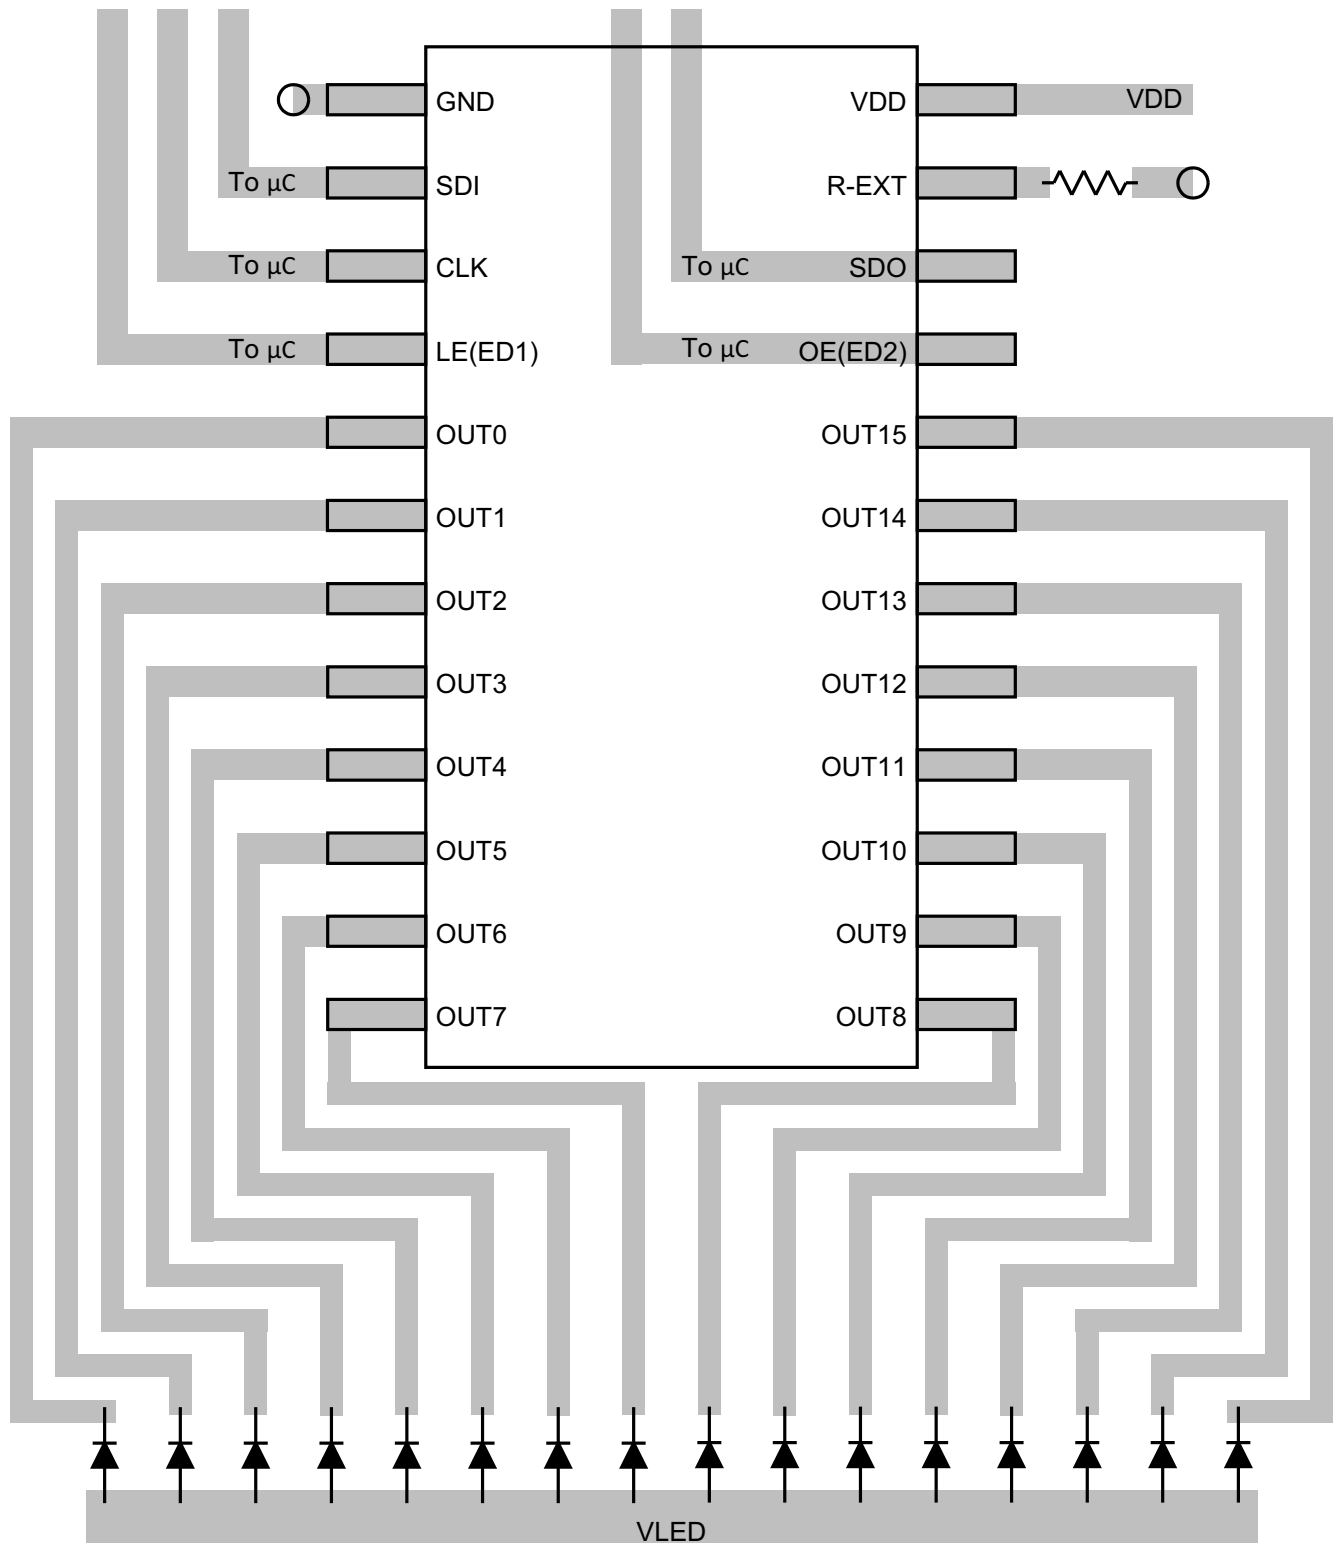 GND VDD VDD
To µC SDI R-EXT
To µC CLK To µC SDO
To µC LE(ED1) To µC OE(ED2)
OUT0 OUT15
OUT1 OUT14
OUT2 OUT13
OUT3 OUT12
OUT4 OUT11
OUT5 OUT10
OUT6 OUT9
OUT7 OUT8
VLED